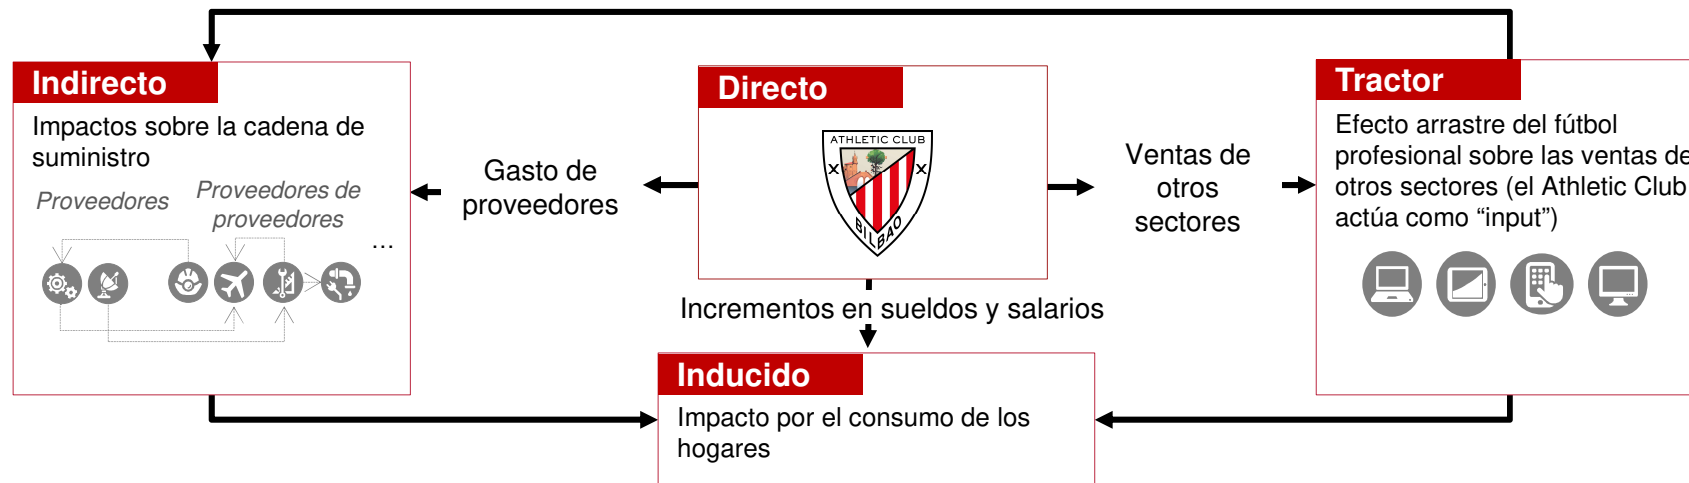 Indirecto
Impactos sobre la cadena de
suministro
Proveedores
Proveedores de
proveedores
...
Gasto de
proveedores
Directo
ATHLETIC CLUB
BILBAO
Incrementos en sueldos y salarios
Ventas de
otros
sectores
Tractor
Efecto arrastre del fútbol
profesional sobre las ventas de
otros sectores (el Athletic Club
actúa como “input”)
Inducido
Impacto por el consumo de los
hogares